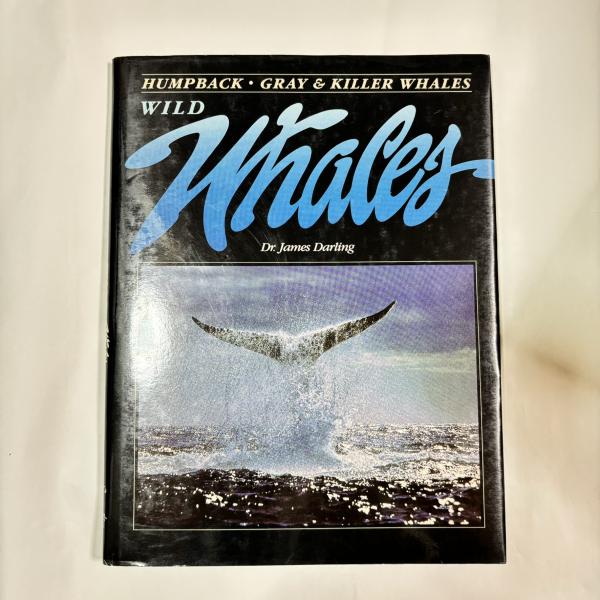 HUMPBACK · GRAY & KILLER WHALES
WILD
Whales
Dr. James Darling